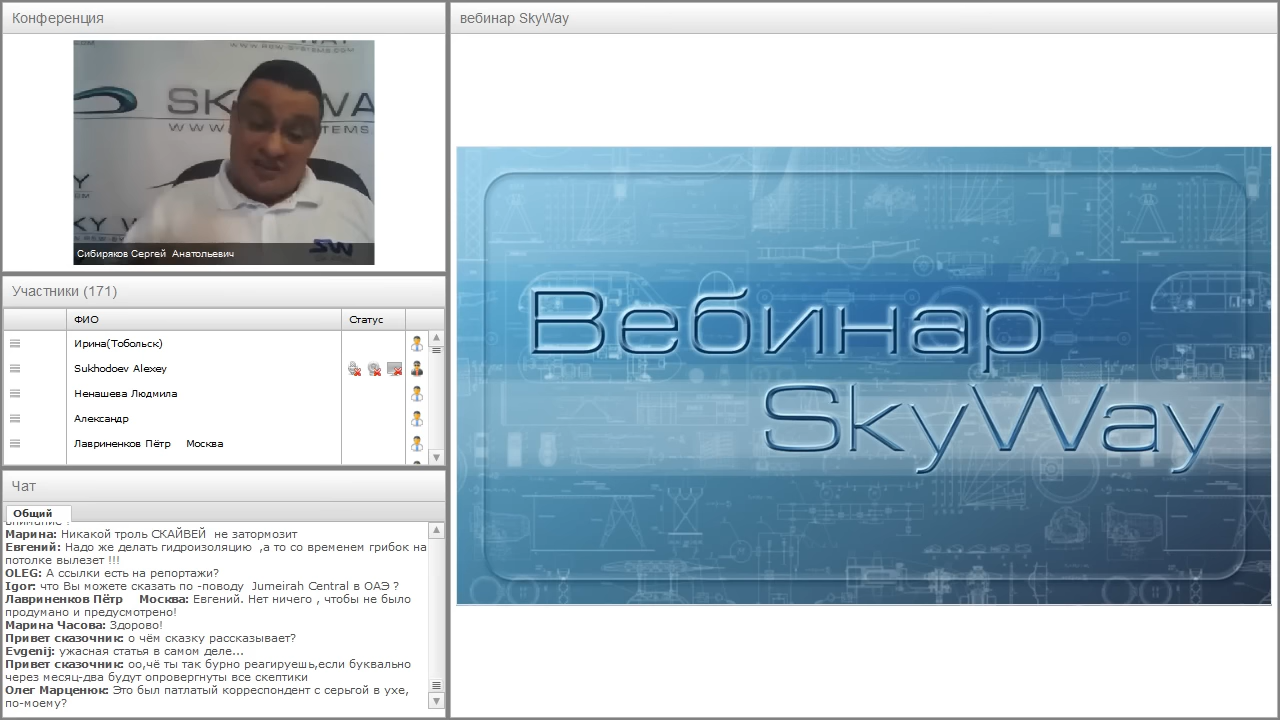 Конференция
SKYWAY
Сибиряков Сергей Анатольевич
Участники (171)
ФИО Статус
Ирина(Тобольск)
Sukhodoev Alexey
Ненашева Людмила
Александр
Лавриненков Пётр Москва
Чат
Общий
внимание !
Марина: Никакой троль СКАЙВЕЙ не затормозит
Евгений: Надо же делать гидроизоляцию ,а то со временем грибок на
потолке вылезет !!!
OLEG: А ссылки есть на репортажи?
Igor: что Вы можете сказать по -поводу Jumeirah Central в ОАЭ ?
Лавриненков Пётр Москва: Евгений. Нет ничего , чтобы не было
продумано и предусмотрено!
Марина Часова: Здорово!
Привет сказочник: о чём сказку рассказывает?
Evgenij: ужасная статья в самом деле...
Привет сказочник: оо,чё ты так бурно реагируешь,если буквально
через месяц-два будут опровергнуты все скептики
Олег Марценюк: Это был патлатый корреспондент с серьгой в ухе,
по-моему?
вебинар SkyWay
Вебинар
SkyWay